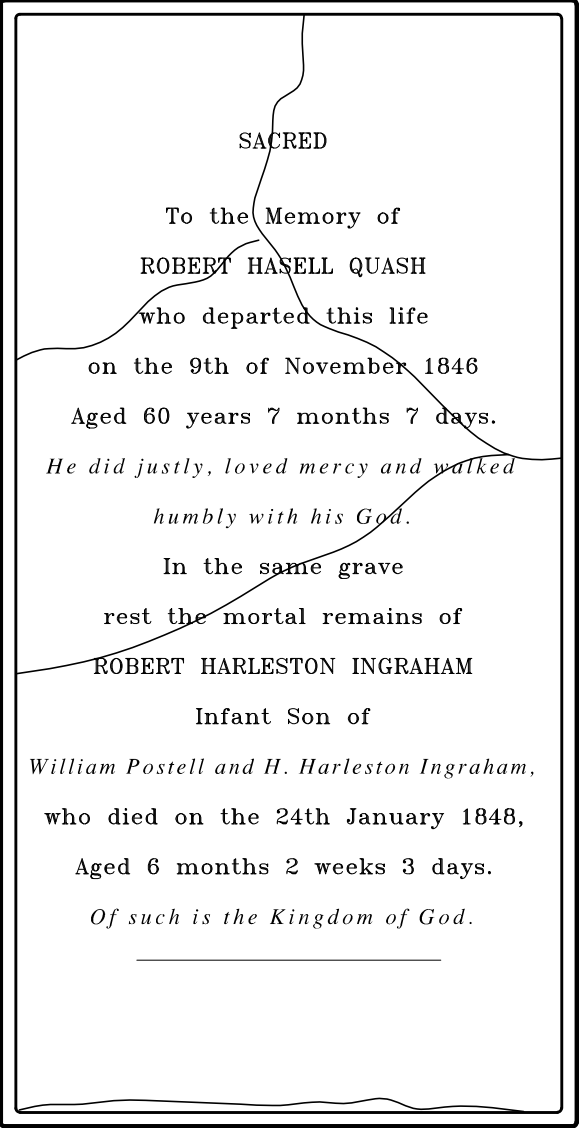 SACRED
To the Memory of
ROBERT HASELL QUASH
who departed this life
on the 9th of November 1846
Aged 60 years 7 months 7 days.
He did justly, loved mercy and walked
humbly with his God.
In the same grave
rest the mortal remains of
ROBERT HARLESTON INGRAHAM
Infant Son of
William Postell and H. Harleston Ingraham,
who died on the 24th January 1848,
Aged 6 months 2 weeks 3 days.
Of such is the Kingdom of God.